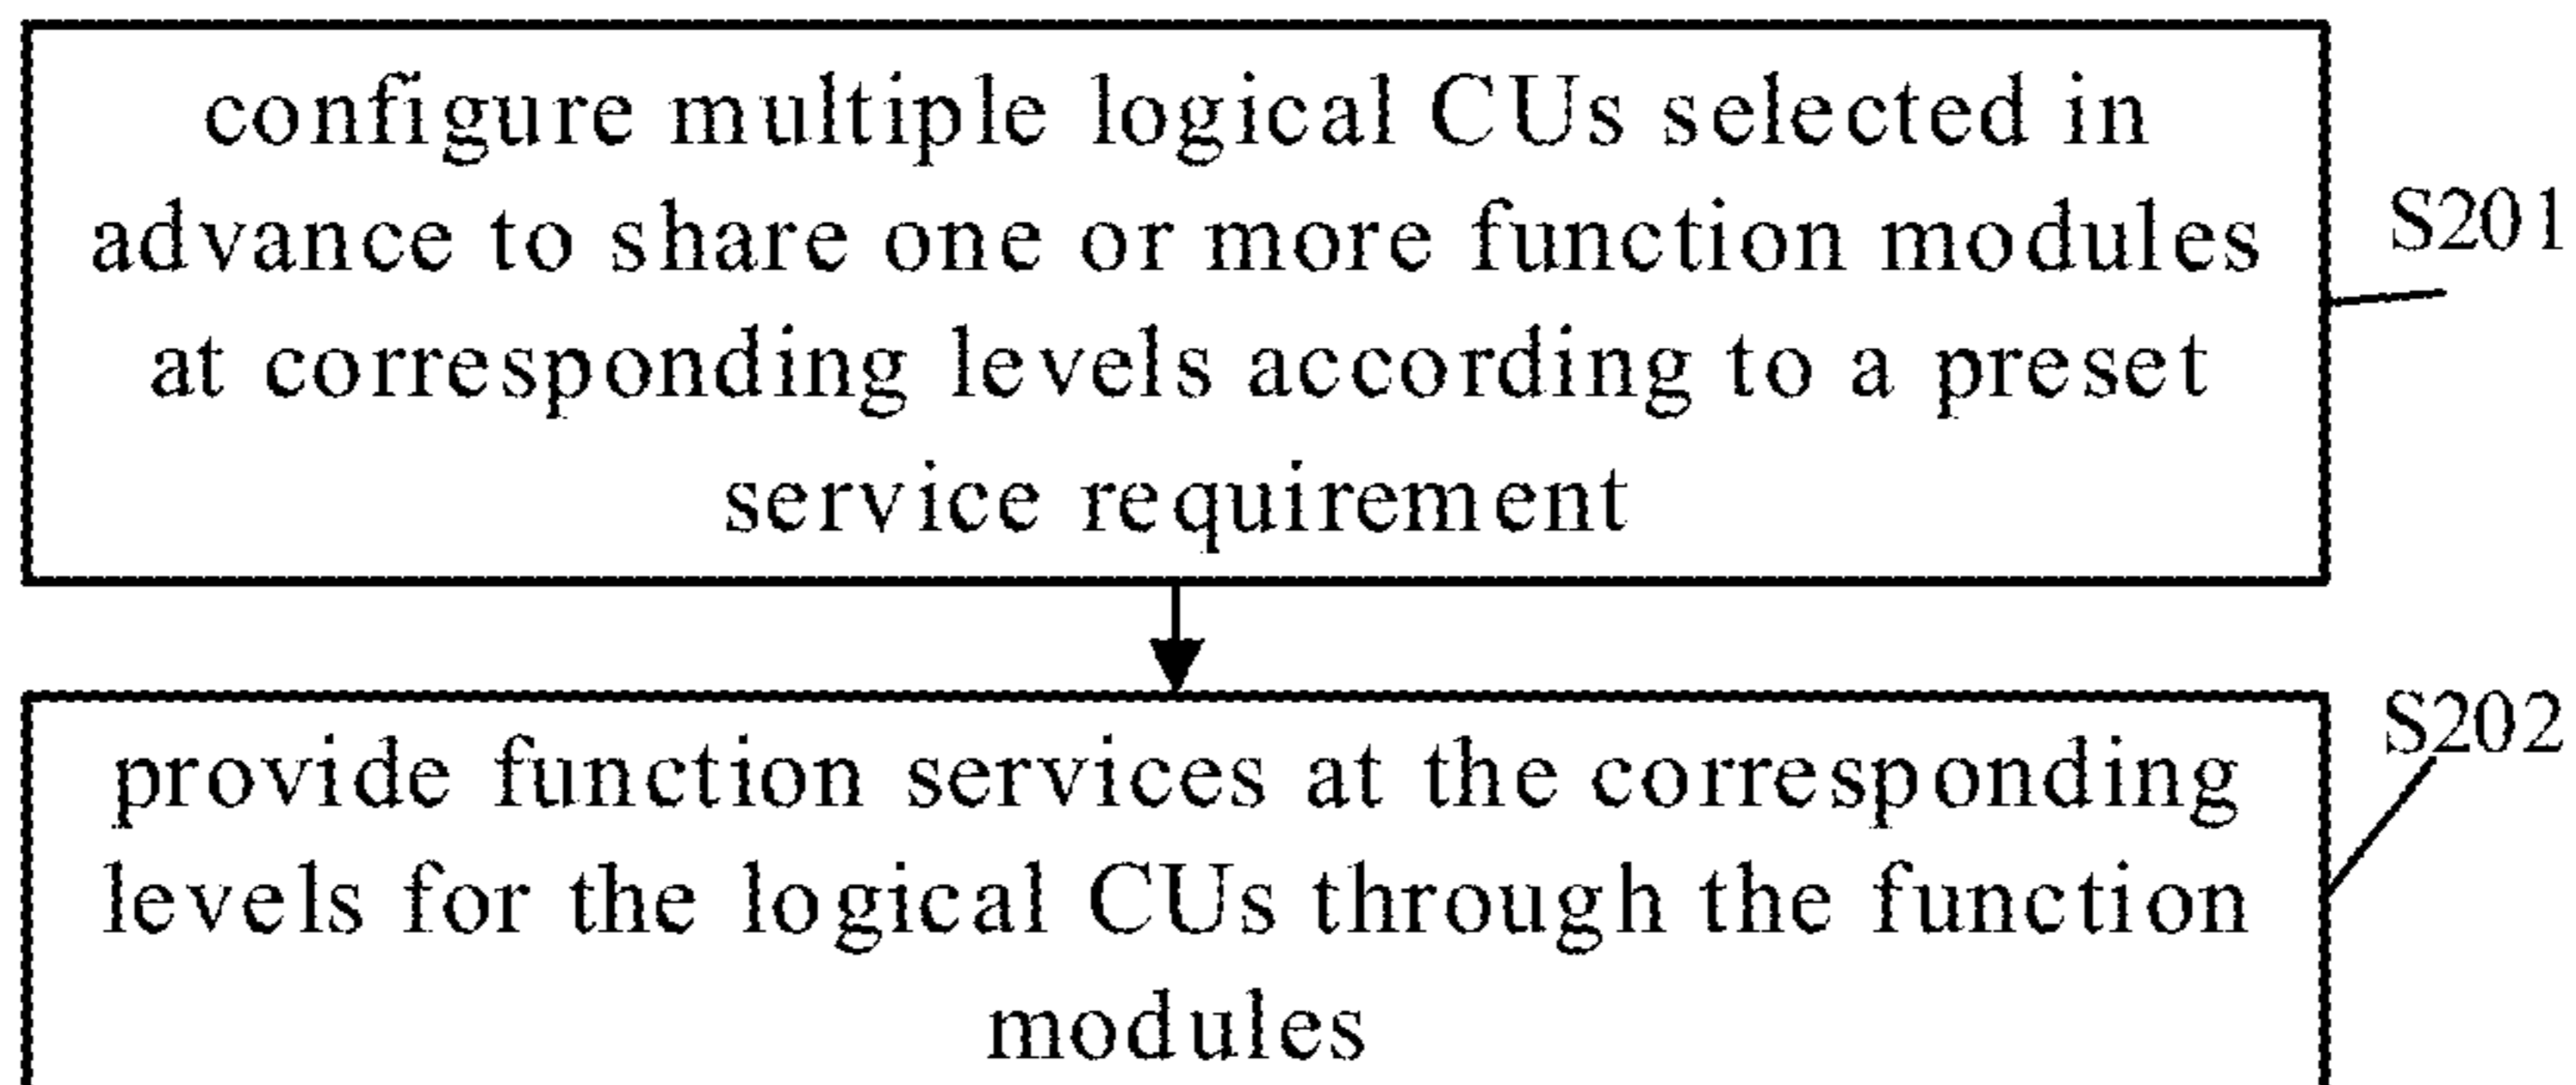 configure multiple logical CUs selected in
advance to share one or more function modules
at corresponding levels according to a preset
service requirement
S201
provide function services at the corresponding
levels for the logical CUs through the function
modules
S202